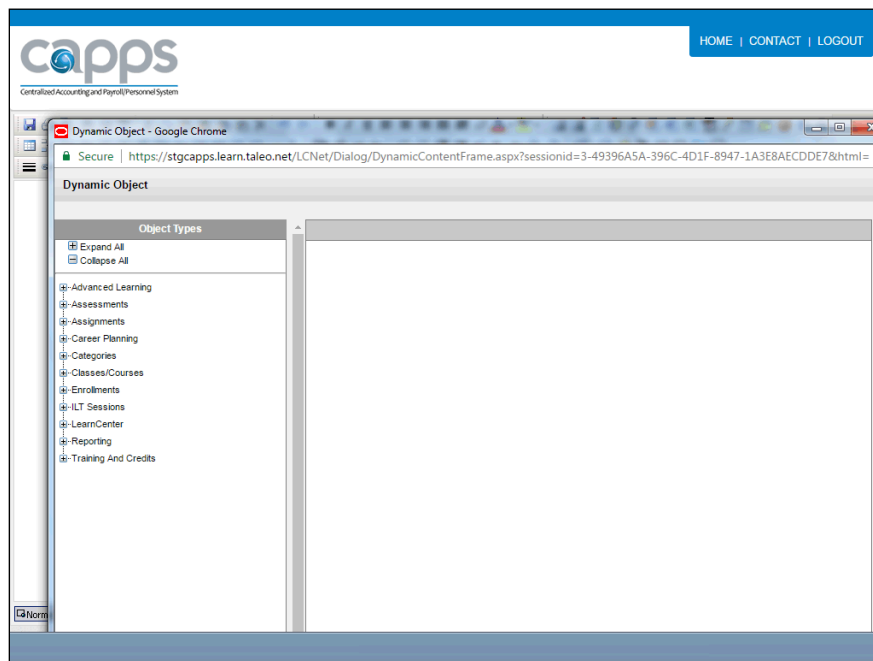 HOME | CONTACT | LOGOUT
capps
Centralized Accounting and Payroll/Personnel System
Dynamic Object - Google Chrome
Secure | https://stgcapps.learn.taleo.net/LCNet/Dialog/DynamicContentFrame.aspx?sessionid=3-49396A5A-396C-4D1F-8947-1A3E8AECDDE7&html=
Dynamic Object
Object Types
Expand All
Collapse All
Advanced Learning
Assessments
Assignments
Career Planning
Categories
Classes/Courses
Enrollments
ILT Sessions
LearnCenter
Reporting
Training And Credits
Norm